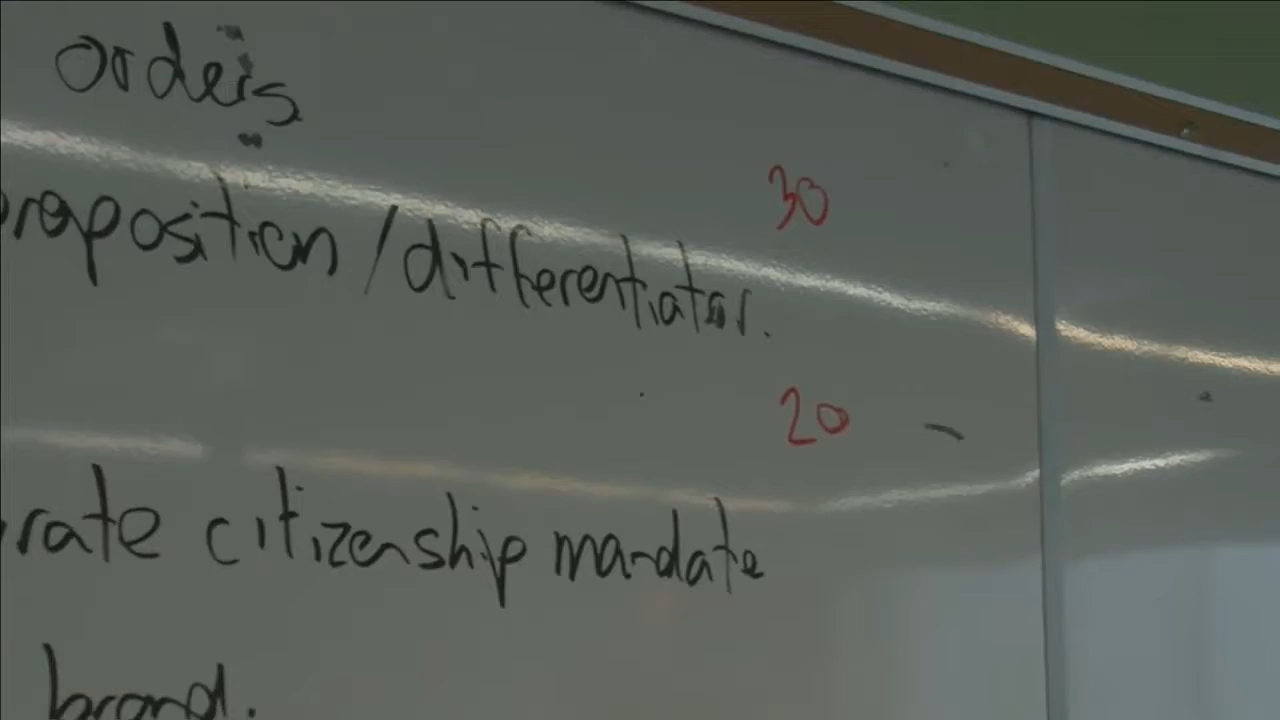 orders
roposition/differentiator.
30
20
rate citizenship mandate
brand.